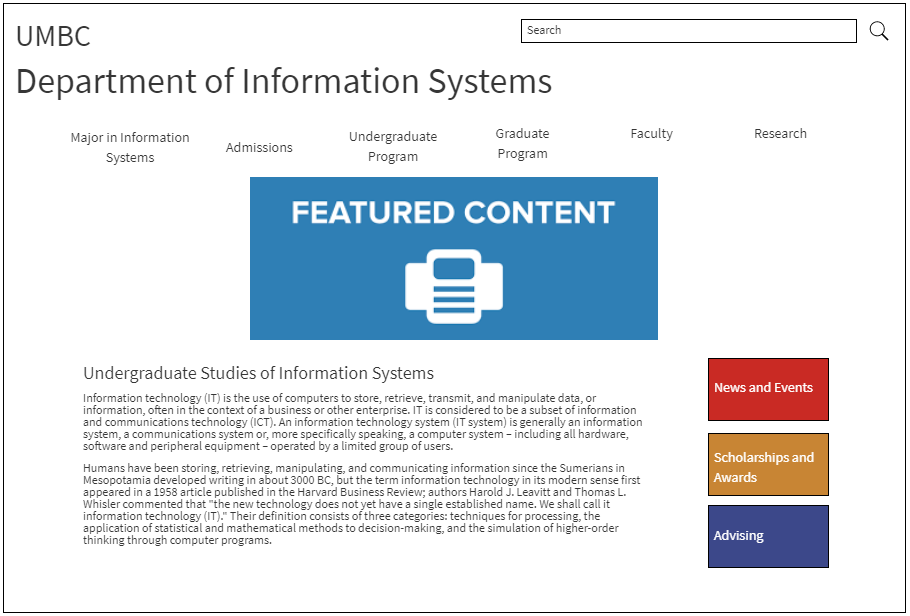 UMBC
Search
Department of Information Systems
Major in Information
Systems
Admissions
Undergraduate
Program
Graduate
Program
Faculty
Research
FEATURED CONTENT
Undergraduate Studies of Information Systems
Information technology (IT) is the use of computers to store, retrieve, transmit, and manipulate data, or
information, often in the context of a business or other enterprise. IT is considered to be a subset of information
and communications technology (ICT). An information technology system (IT system) is generally an information
system, a communications system or, more specifically speaking, a computer system – including all hardware,
software and peripheral equipment – operated by a limited group of users.
Humans have been storing, retrieving, manipulating, and communicating information since the Sumerians in
Mesopotamia developed writing in about 3000 BC, but the term information technology in its modern sense first
appeared in a 1958 article published in the Harvard Business Review; authors Harold J. Leavitt and Thomas L.
Whisler commented that "the new technology does not yet have a single established name. We shall call it
information technology (IT)." Their definition consists of three categories: techniques for processing, the
application of statistical and mathematical methods to decision-making, and the simulation of higher-order
thinking through computer programs.
News and Events
Scholarships and
Awards
Advising